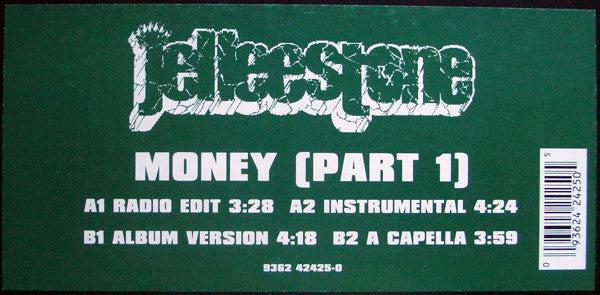 jelleestone
MONEY (PART 1)
A1 RADIO EDIT 3:28 A2 INSTRUMENTAL 4:24
B1 ALBUM VERSION 4:18 B2 A CAPELLA 3:59
9362 42425-0
0 93624 24250 5